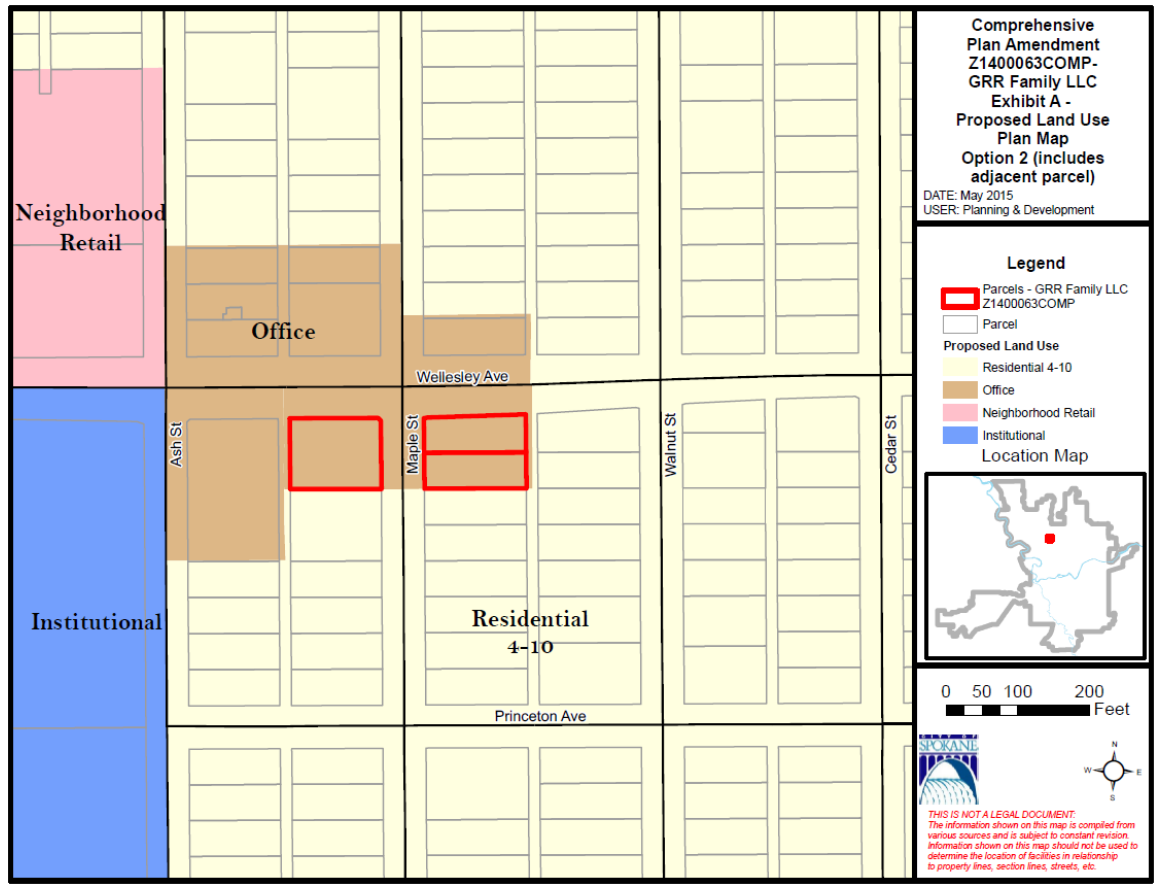 Neighborhood
Retail
Office
Wellesley Ave
Ash St
Maple St
Walnut St
Cedar St
Institutional
Residential
4-10
Princeton Ave
Comprehensive
Plan Amendment
Z1400063COMP-
GRR Family LLC
Exhibit A -
Proposed Land Use
Plan Map
Option 2 (includes
adjacent parcel)
DATE: May 2015
USER: Planning & Development
Legend
Parcels - GRR Family LLC
Z1400063COMP
Parcel
Proposed Land Use
Residential 4-10
Office
Neighborhood Retail
Institutional
Location Map
0 50 100 200
Feet
SPOKANE
N
W E
S
THIS IS NOT A LEGAL DOCUMENT:
The information shown on this map is compiled from
various sources and is subject to constant revision.
Information shown on this map should not be used to
determine the location of facilities in relationship
to property lines, section lines, streets, etc.